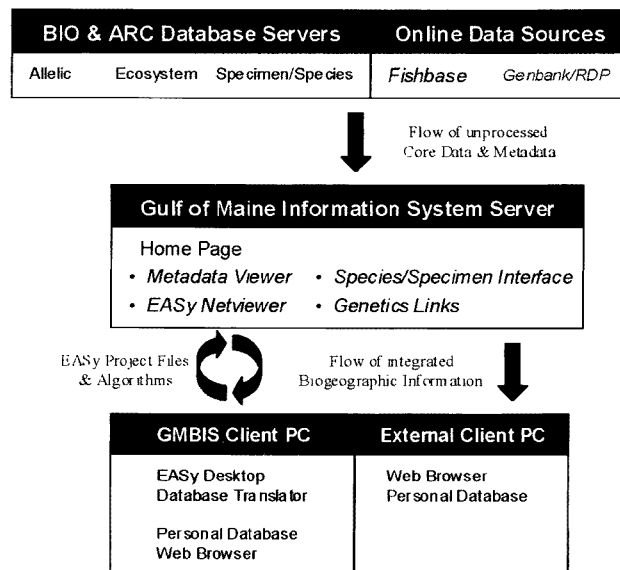 BIO & ARC Database Servers
Online Data Sources
Allelic Ecosystem Specimen/Species
Fishbase Genbank/RDP
Flow of unprocessed
Core Data & Metadata
Gulf of Maine Information System Server
Home Page
• Metadata Viewer • Species/Specimen Interface
• EASy Netviewer • Genetics Links
EASy Project Files
& Algorithms
Flow of integrated
Biogeographic Information
GMBIS Client PC
External Client PC
EASy Desktop
Database Translator
Personal Database
Web Browser
Web Browser
Personal Database